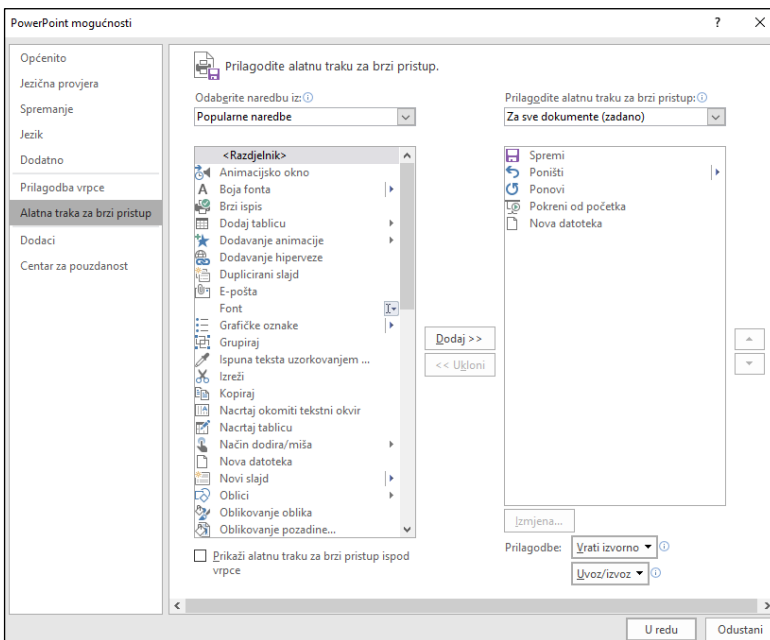 PowerPoint mogućnosti
?
Općenito
Jezična provjera
Spremanje
Jezik
Dodatno
Prilagodba vrpce
Alatna traka za brzi pristup
Dodaci
Centar za pouzdanost
Prilagodite alatnu traku za brzi pristup.
Odaberite naredbu iz:
Popularne naredbe
<Razdjelnik>
Animacijsko okno
Boja fonta
Brzi ispis
Dodaj tablicu
Dodavanje animacije
Dodavanje hiperveze
Duplicirani slajd
E-pošta
Font
Grafičke oznake
Grupiraj
Ispuna teksta uzorkovanjem ...
Izreži
Kopiraj
Nacrtaj okomiti tekstni okvir
Nacrtaj tablicu
Način dodira/miša
Nova datoteka
Novi slajd
Oblici
Oblikovanje oblika
Oblikovanje pozadine...
Prikaži alatnu traku za brzi pristup ispod
vrpce
Dodaj >>
<< Ukloni
Prilagodite alatnu traku za brzi pristup:
Za sve dokumente (zadano)
Spremi
Poništi
Ponovi
Pokreni od početka
Nova datoteka
Izmjena...
Prilagodbe:
Vrati izvorno
Uvoz/izvoz
U redu
Odustani